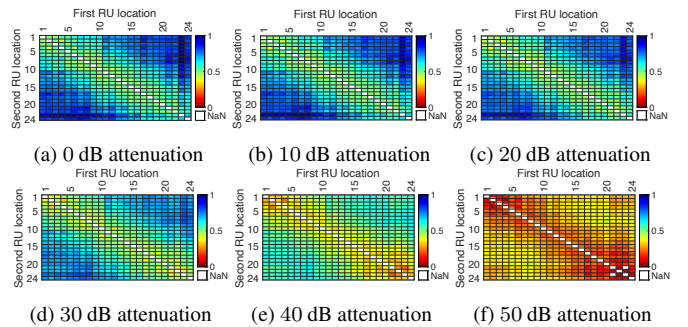 First RU location
First RU location
First RU location
1 5 10 15 20 24
1 5 10 15 20 24
1 5 10 15 20 24
Second RU location
1
5
10
15
20
24
1
0.5
0
NaN
Second RU location
1
5
10
15
20
24
1
0.5
0
NaN
Second RU location
1
5
10
15
20
24
1
0.5
0
NaN
(a) 0 dB attenuation
(b) 10 dB attenuation
(c) 20 dB attenuation
First RU location
First RU location
First RU location
1 5 10 15 20 24
1 5 10 15 20 24
1 5 10 15 20 24
Second RU location
1
5
10
15
20
24
1
0.5
0
NaN
Second RU location
1
5
10
15
20
24
1
0.5
0
NaN
Second RU location
1
5
10
15
20
24
1
0.5
0
NaN
(d) 30 dB attenuation
(e) 40 dB attenuation
(f) 50 dB attenuation